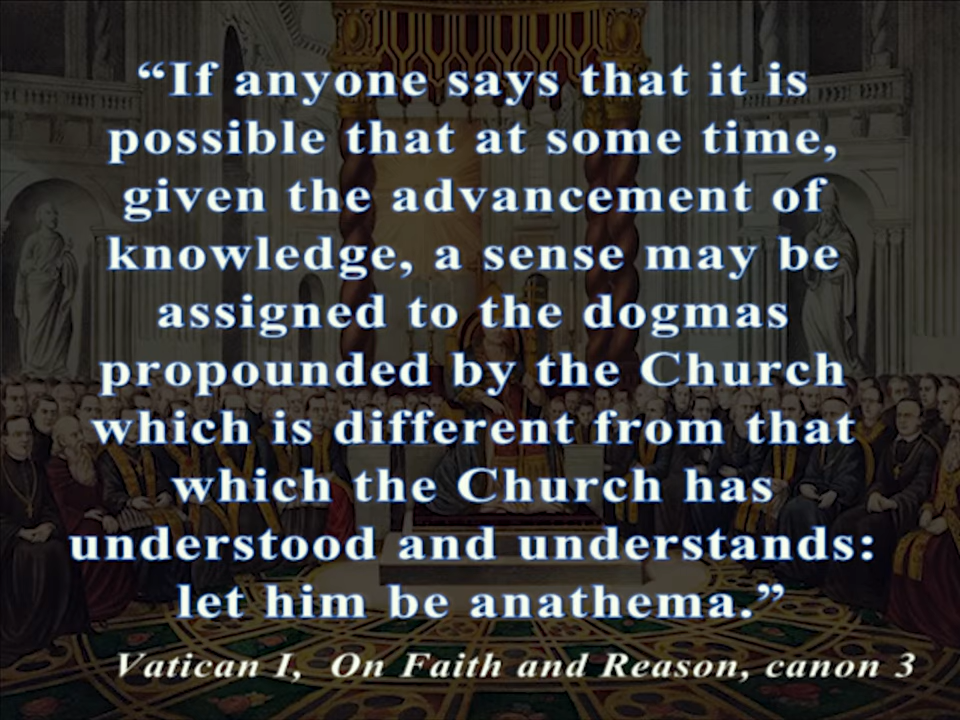 “If anyone says that it is
possible that at some time,
given the advancement of
knowledge, a sense may be
assigned to the dogmas
propounded by the Church
which is different from that
which the Church has
understood and understands:
let him be anathema.”
Vatican I, On Faith and Reason, canon 3